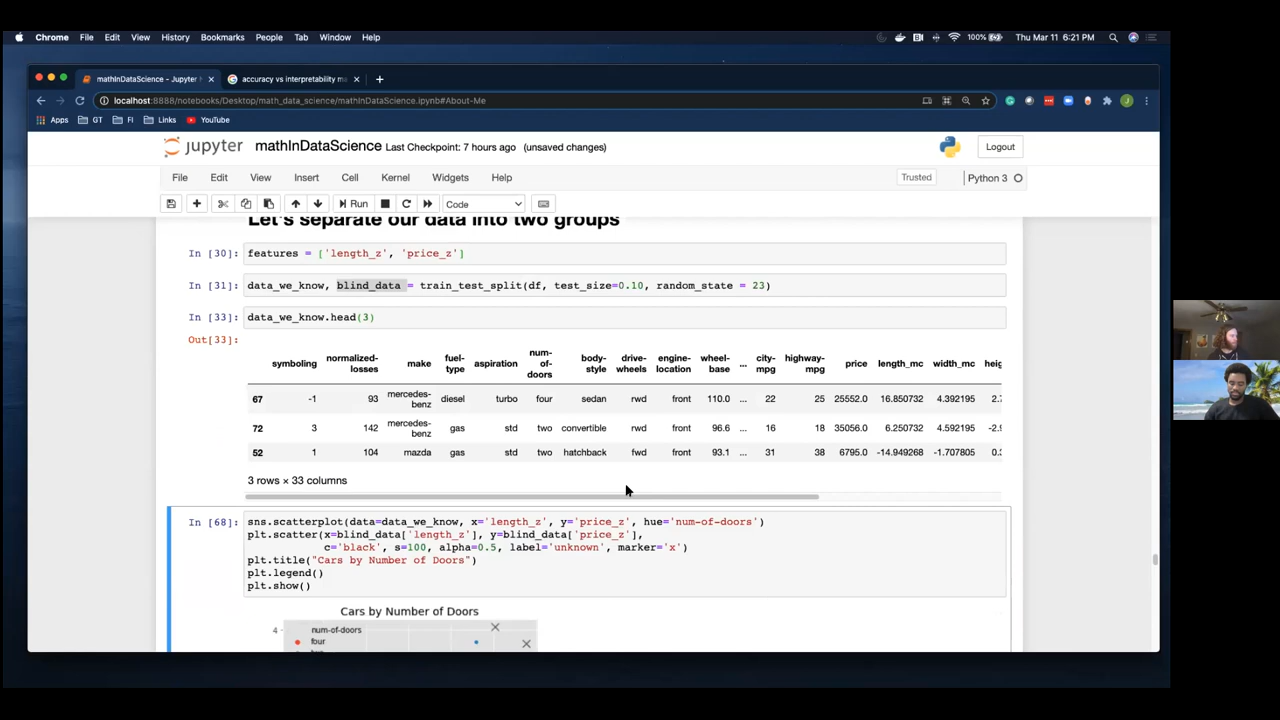 Chrome File Edit View History Bookmarks People Tab Window Help 100% Thu Mar 11 6:21 PM
mathInDataScience - Jupyter N accuracy vs interpretability ma
localhost:8888/notebooks/Desktop/math_data_science/mathInDataScience.ipynb#About-Me
Apps GT FI Links YouTube
jupyter mathInDataScience Last Checkpoint: 7 hours ago (unsaved changes) Logout
File Edit View Insert Cell Kernel Widgets Help Trusted Python 3
Run Code
Let's separate our data into two groups
In [30]: features = ['length_z', 'price_z']
In [31]: data_we_know, blind_data = train_test_split(df, test_size=0.10, random_state = 23)
In [33]: data_we_know.head(3)
Out[33]:
symboling normalized-losses make fuel-type aspiration num-of-doors body-style drive-wheels engine-location wheel-base ... city-mpg highway-mpg price length_mc width_mc heig
67 -1 93 mercedes-benz diesel turbo four sedan rwd front 110.0 ... 22 25 25552.0 16.850732 4.392195 2.7
72 3 142 mercedes-benz gas std two convertible rwd front 96.6 ... 16 18 35056.0 6.250732 4.592195 -2.9
52 1 104 mazda gas std two hatchback fwd front 93.1 ... 31 38 6795.0 -14.949268 -1.707805 0.3
3 rows × 33 columns
In [68]: sns.scatterplot(data=data_we_know, x='length_z', y='price_z', hue='num-of-doors')
plt.scatter(x=blind_data['length_z'], y=blind_data['price_z'],
c='black', s=100, alpha=0.5, label='unknown', marker='x')
plt.title("Cars by Number of Doors")
plt.legend()
plt.show()
Cars by Number of Doors
4
num-of-doors
four